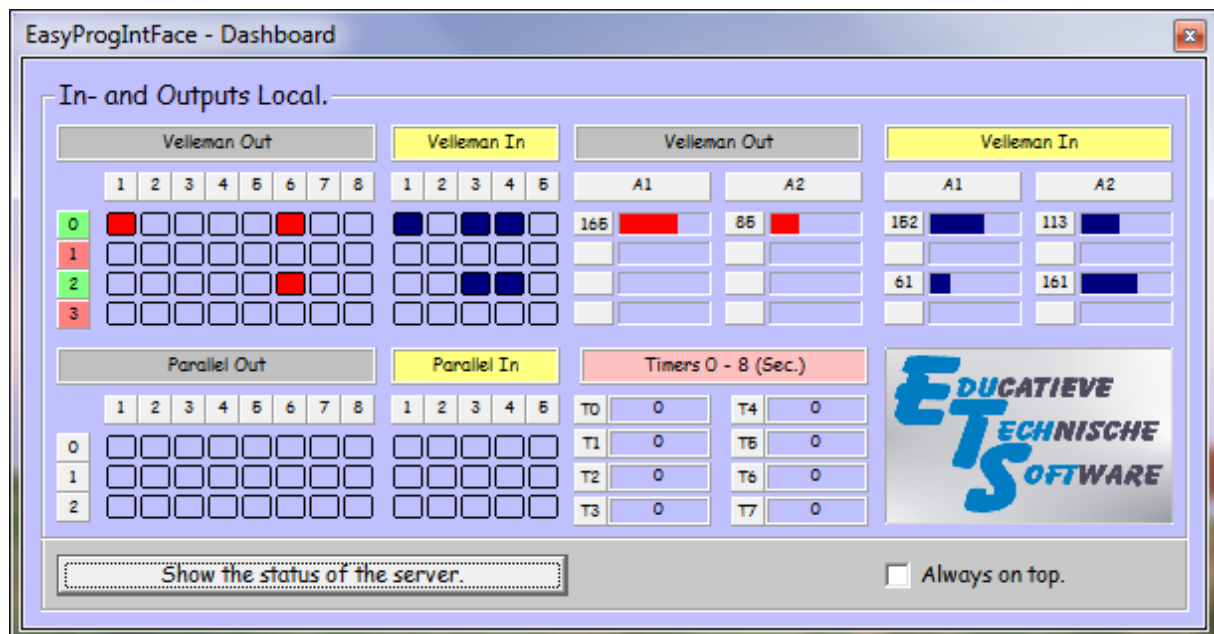 EasyProgIntFace - Dashboard
In- and Outputs Local.
Velleman Out Velleman In Velleman Out Velleman In
1 2 3 4 5 6 7 8 1 2 3 4 5 A1 A2 A1 A2
0 165 85 152 113
1
2 61 161
3
Parallel Out Parallel In Timers 0 - 8 (Sec.)
1 2 3 4 5 6 7 8 1 2 3 4 5 T0 0 T4 0
0 T1 0 T5 0
1 T2 0 T6 0
2 T3 0 T7 0
EDUCATIEVE
TECHNISCHE
SOFTWARE
Show the status of the server. Always on top.